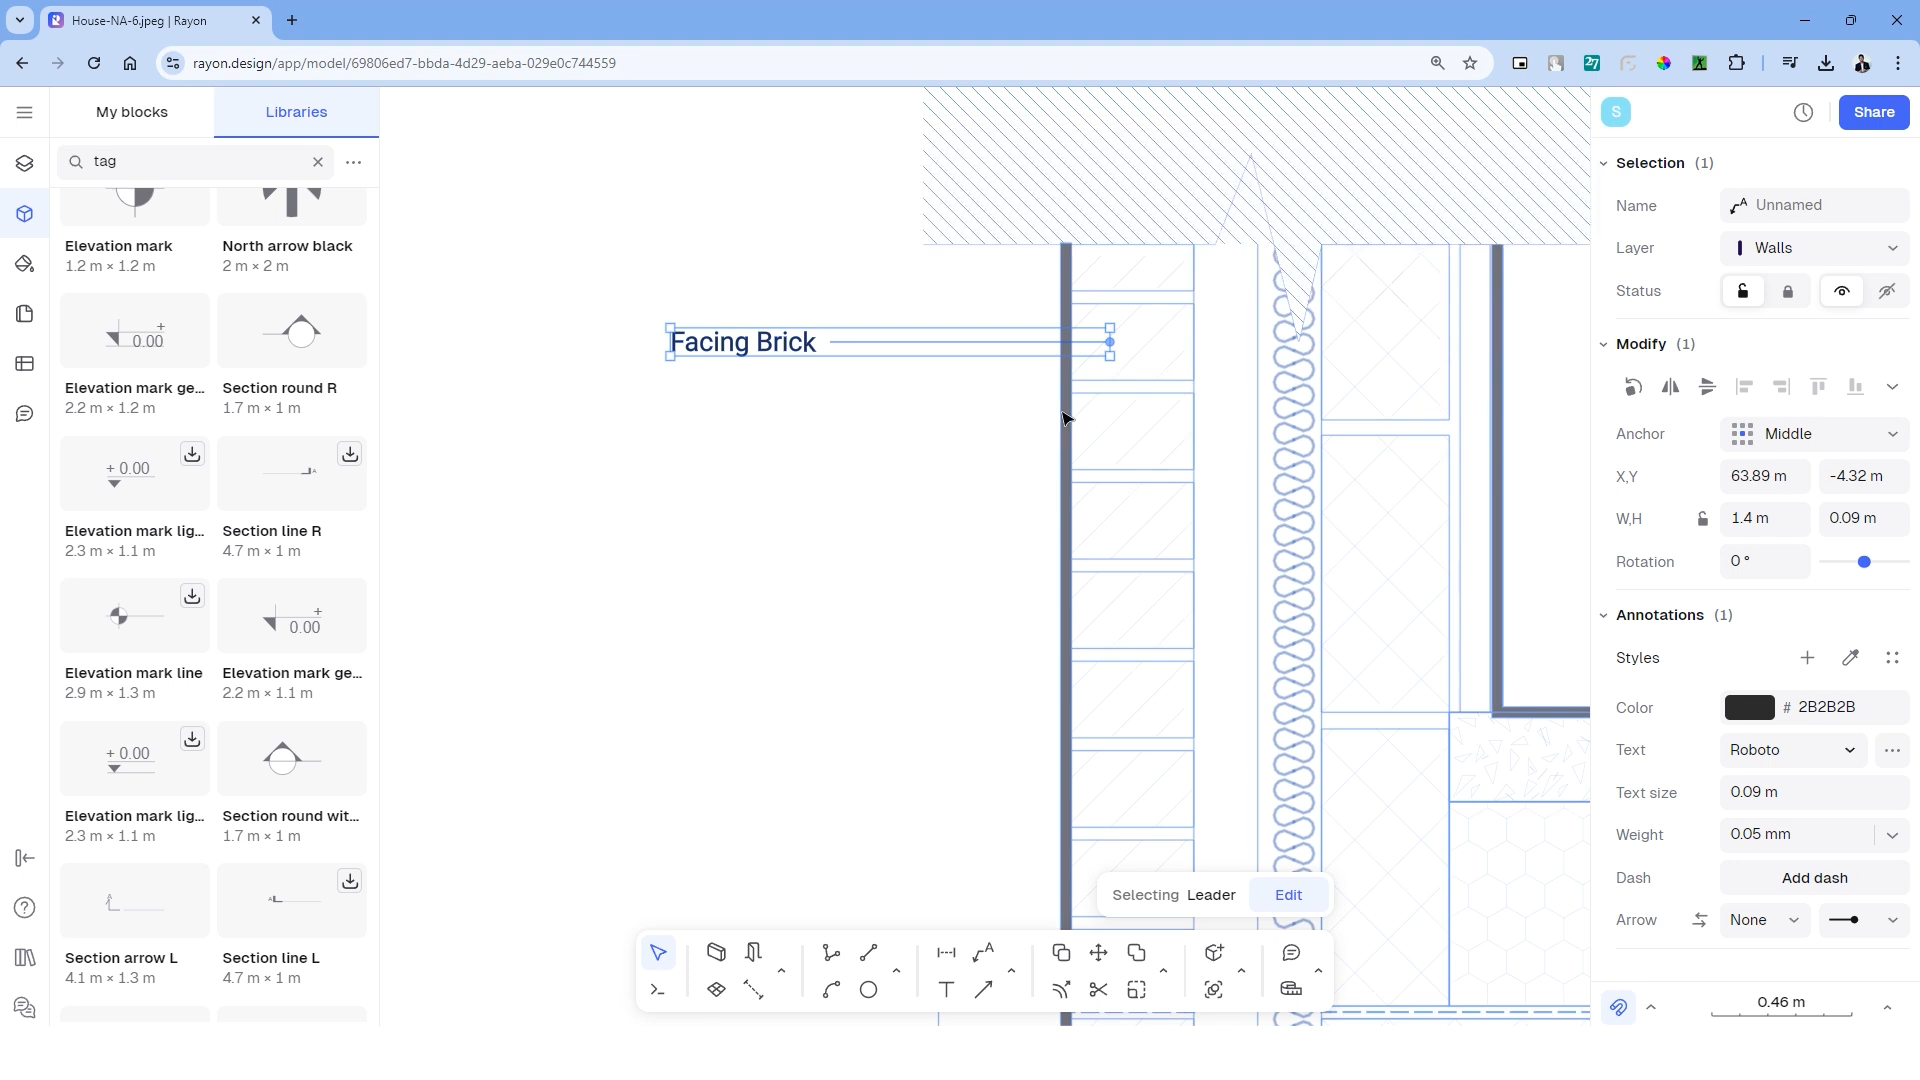 House-NA-6.jpeg | Rayon
rayon.design/app/model/69806ed7-bbda-4d29-aeba-029e0c744559
My blocks
Libraries
tag
Elevation mark
1.2 m × 1.2 m
North arrow black
2 m × 2 m
+
0.00
Elevation mark ge...
2.2 m × 1.2 m
Section round R
1.7 m × 1 m
+ 0.00
Elevation mark lig...
2.3 m × 1.1 m
Section line R
4.7 m × 1 m
Elevation mark line
2.9 m × 1.3 m
+
0.00
Elevation mark ge...
2.2 m × 1.1 m
+ 0.00
Elevation mark lig...
2.3 m × 1.1 m
Section round wit...
1.7 m × 1 m
Section arrow L
4.1 m × 1.3 m
Section line L
4.7 m × 1 m
Facing Brick
Selecting Leader Edit
S
Share
Selection (1)
Name Unnamed
Layer Walls
Status
Modify (1)
Anchor Middle
X,Y 63.89 m -4.32 m
W,H 1.4 m 0.09 m
Rotation 0 °
Annotations (1)
Styles
Color # 2B2B2B
Text Roboto
Text size 0.09 m
Weight 0.05 mm
Dash Add dash
Arrow None
0.46 m